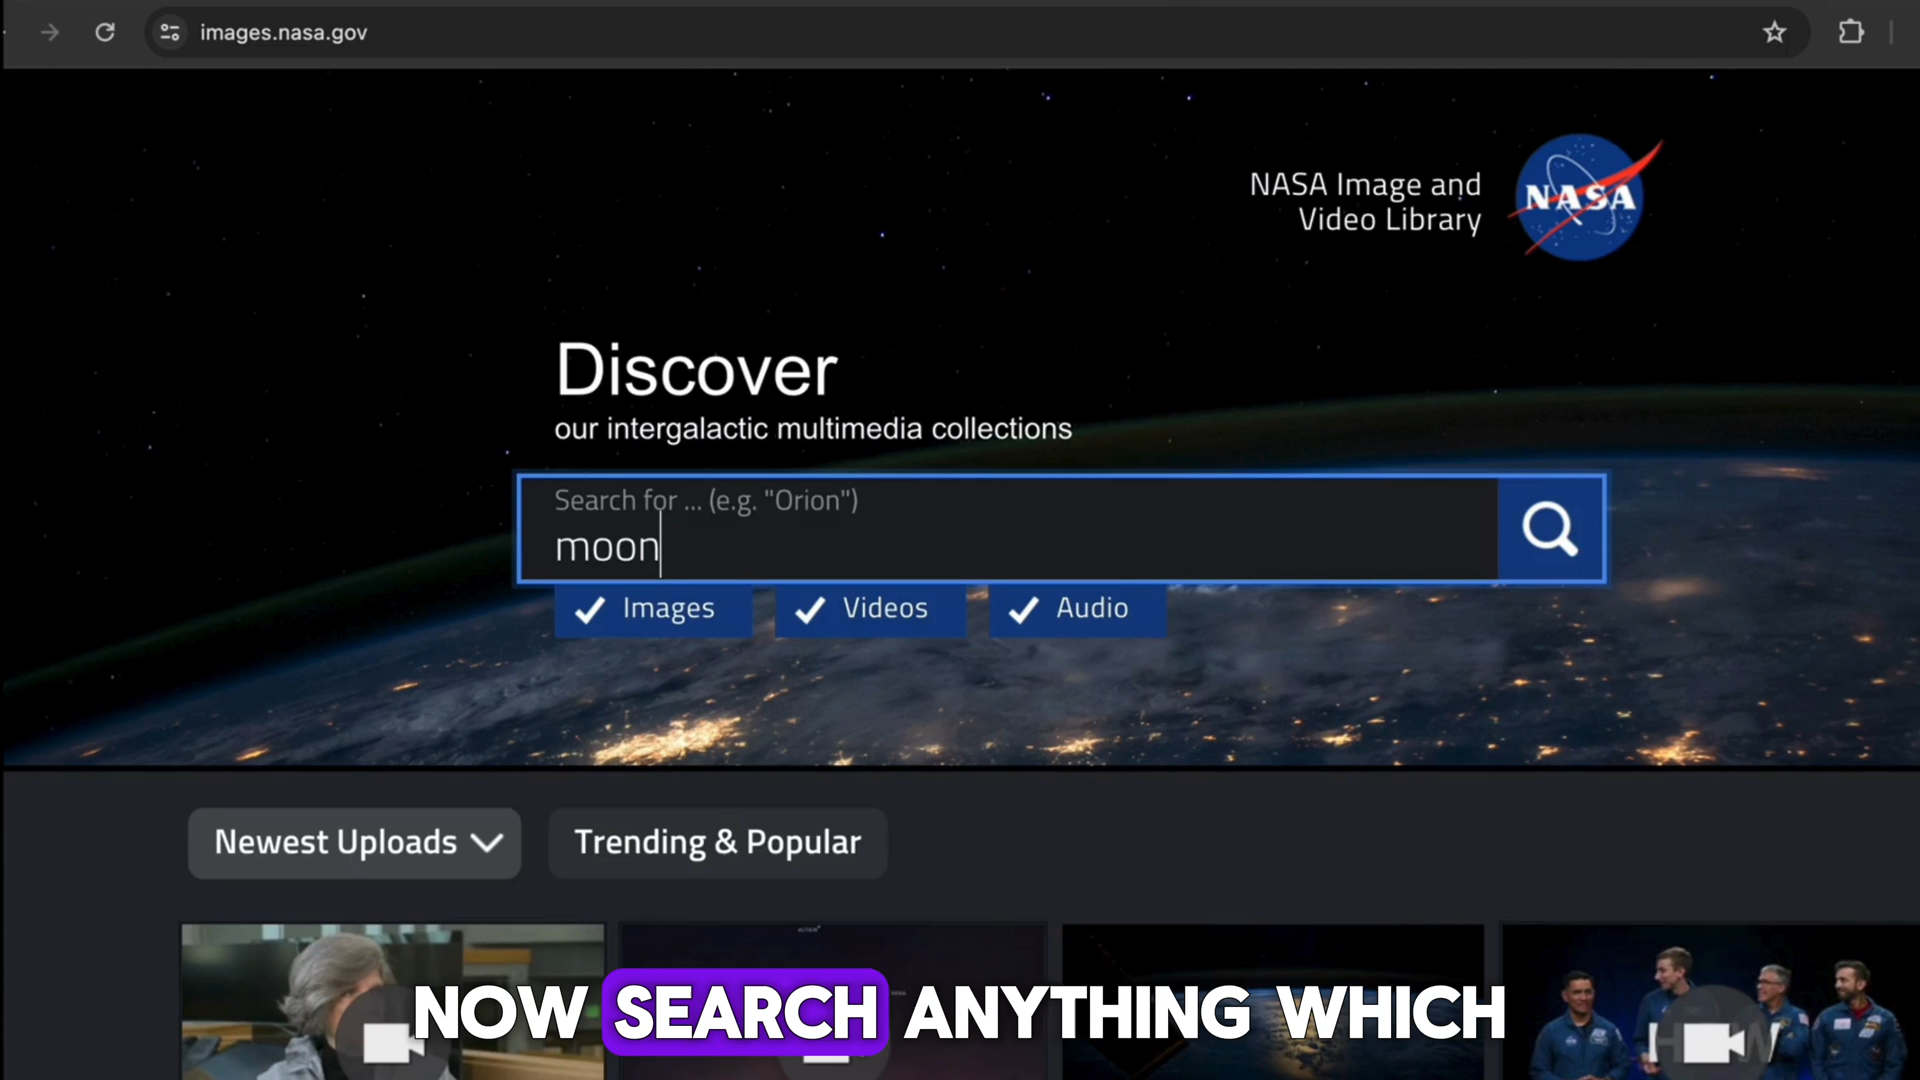 images.nasa.gov
NASA Image and
Video Library
NASA
Discover
our intergalactic multimedia collections
Search for ... (e.g. "Orion")
moon
Images
Videos
Audio
Newest Uploads
Trending & Popular
NOW SEARCH ANYTHING WHICH